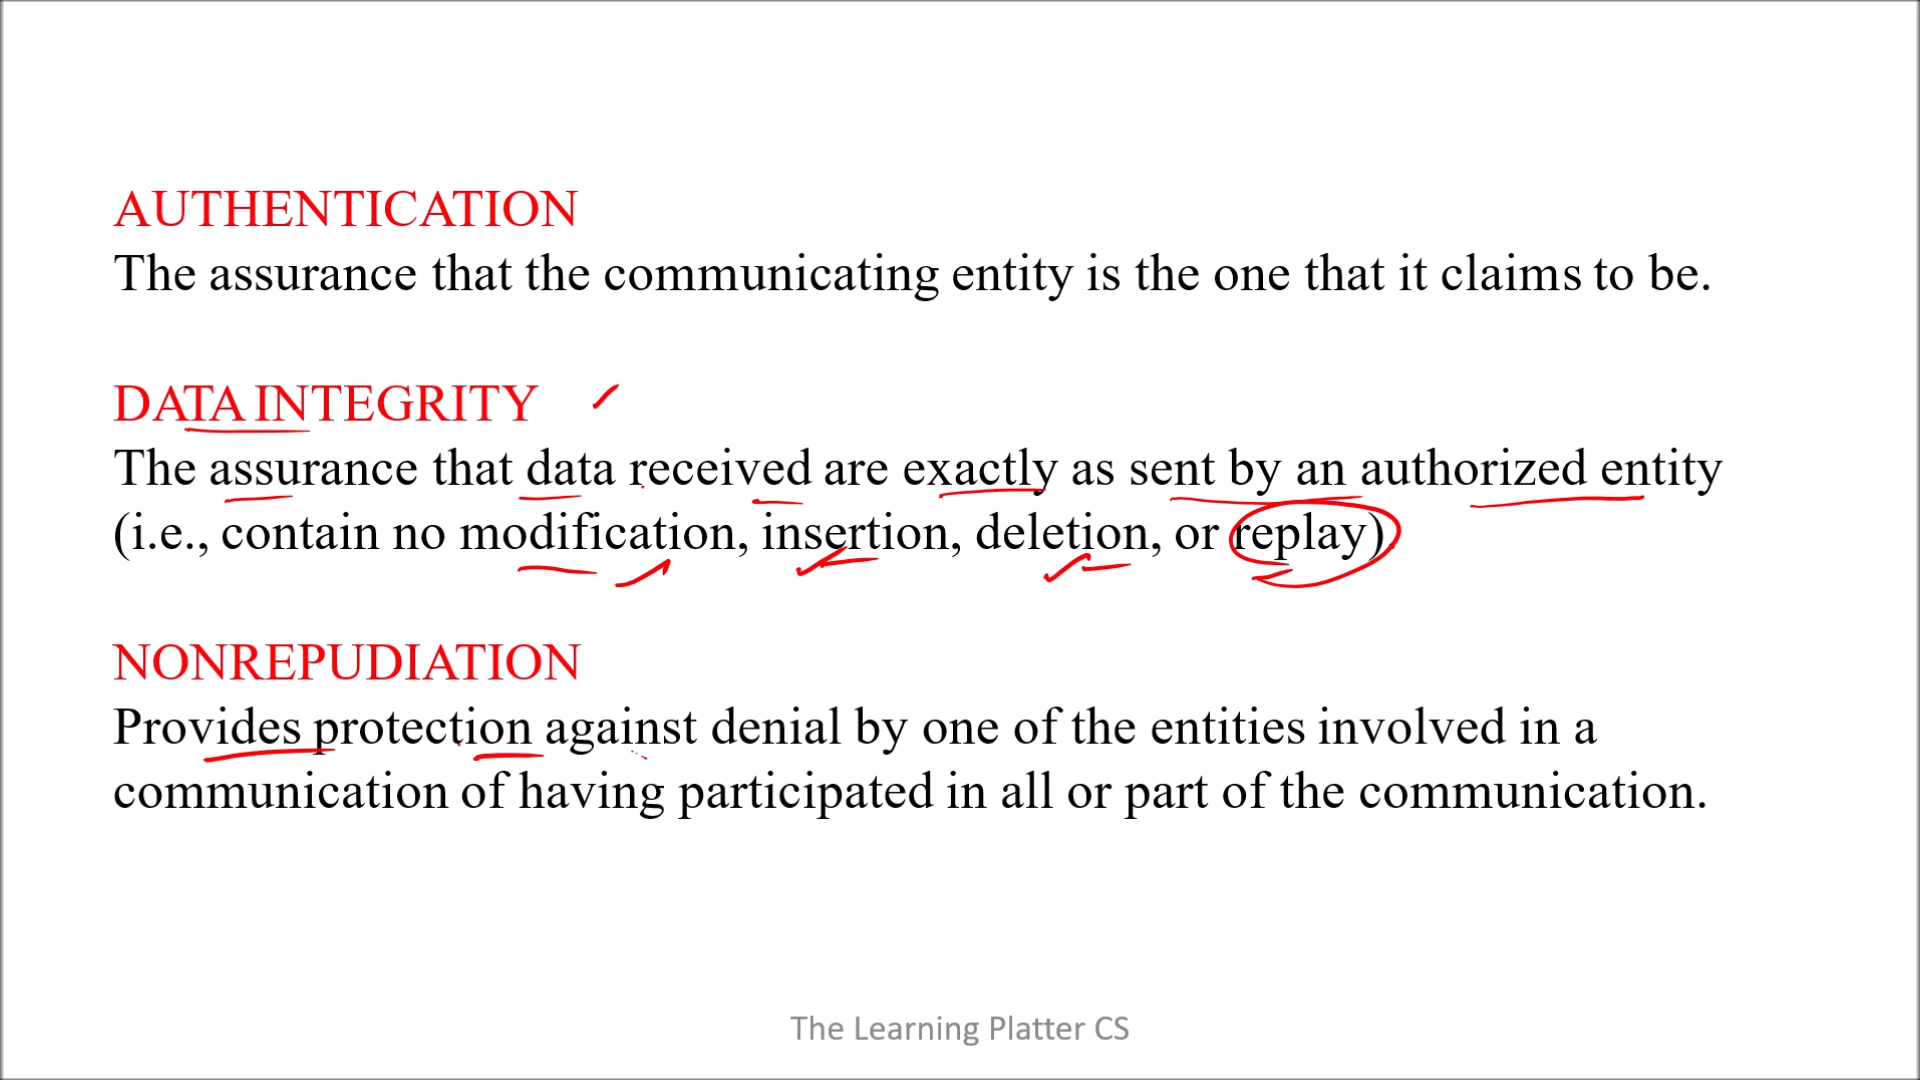 AUTHENTICATION
The assurance that the communicating entity is the one that it claims to be.
DATA INTEGRITY
The assurance that data received are exactly as sent by an authorized entity
(i.e., contain no modification, insertion, deletion, or replay).
NONREPUDIATION
Provides protection against denial by one of the entities involved in a
communication of having participated in all or part of the communication.
The Learning Platter CS